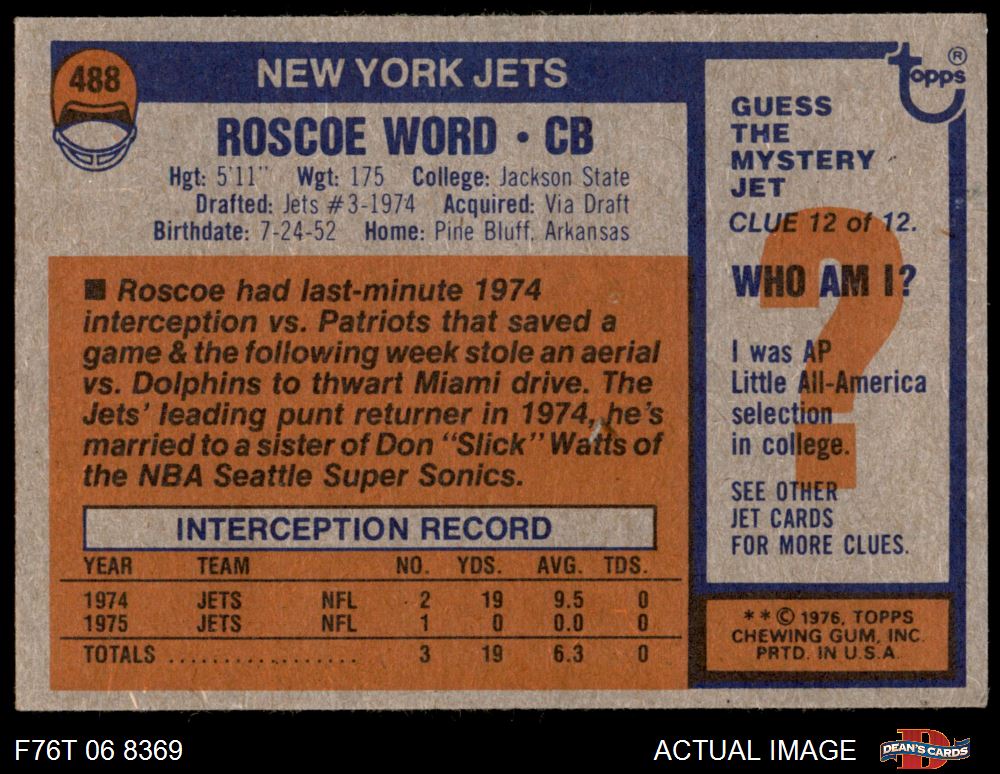 488
NEW YORK JETS
ROSCOE WORD • CB
Hgt: 5'11" Wgt: 175 College: Jackson State
Drafted: Jets #3-1974 Acquired: Via Draft
Birthdate: 7-24-52 Home: Pine Bluff, Arkansas
■ Roscoe had last-minute 1974
interception vs. Patriots that saved a
game & the following week stole an aerial
vs. Dolphins to thwart Miami drive. The
Jets' leading punt returner in 1974, he's
married to a sister of Don "Slick" Watts of
the NBA Seattle Super Sonics.
INTERCEPTION RECORD
YEAR TEAM NO. YDS. AVG. TDS.
1974 JETS NFL 2 19 9.5 0
1975 JETS NFL 1 0 0.0 0
TOTALS .................. 3 19 6.3 0
topps ®
GUESS
THE
MYSTERY
JET
CLUE 12 of 12.
WHO AM I?
?
I was AP
Little All-America
selection
in college.
SEE OTHER
JET CARDS
FOR MORE CLUES.
* * © 1976, TOPPS
CHEWING GUM, INC.
PRTD. IN U.S.A.
F76T 06 8369
ACTUAL IMAGE
DEAN'S CARDS